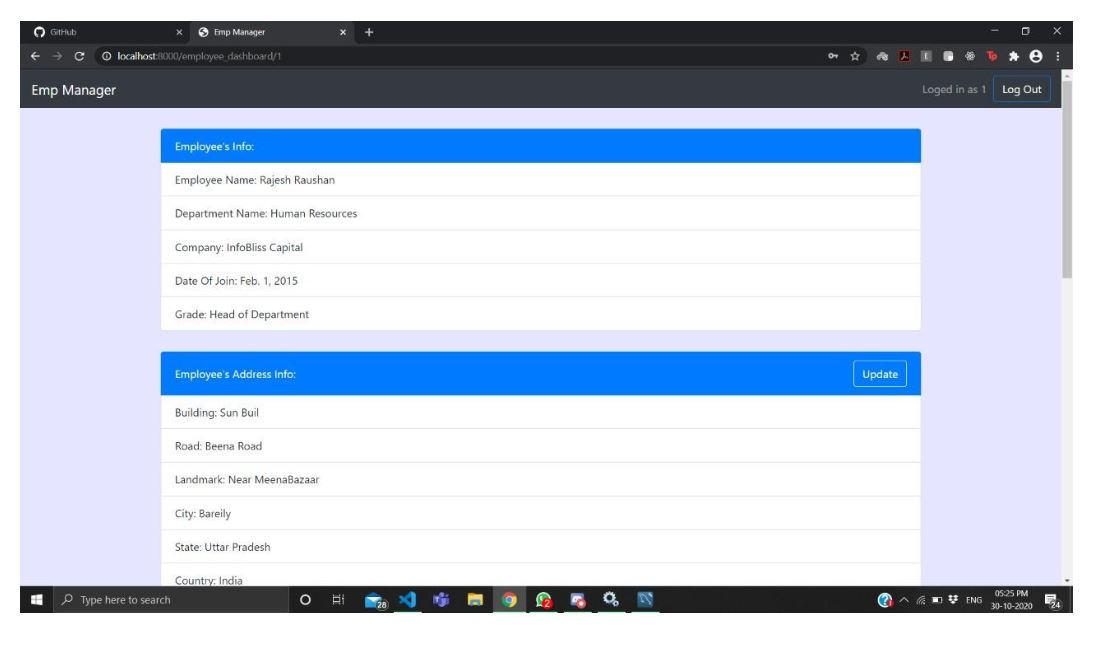 GitHub
Emp Manager
localhost:8000/employee_dashboard/1
Emp Manager
Loged in as 1
Log Out
Employee's Info:
Employee Name: Rajesh Raushan
Department Name: Human Resources
Company: InfoBliss Capital
Date Of Join: Feb. 1, 2015
Grade: Head of Department
Employee's Address Info:
Update
Building: Sun Buil
Road: Beena Road
Landmark: Near MeenaBazaar
City: Bareily
State: Uttar Pradesh
Country: India
Type here to search
28
2
ENG
05:25 PM
30-10-2020
24